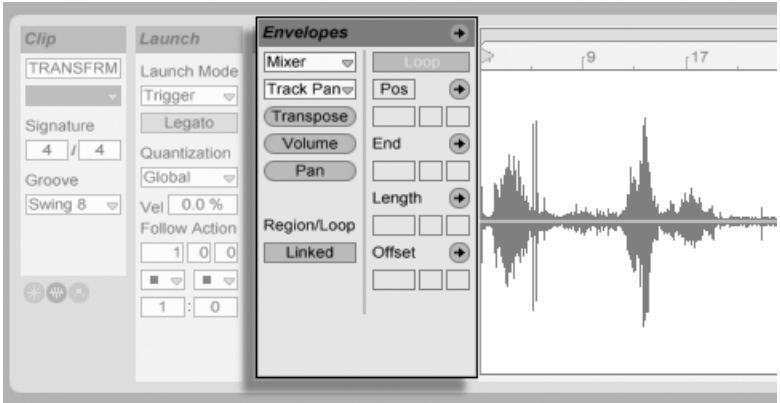 Clip
TRANSFRM
Signature
4 / 4
Groove
Swing 8
Launch
Launch Mode
Trigger
Legato
Quantization
Global
Vel 0.0 %
Follow Action
1 0 0
1 : 0
Envelopes
Mixer
Track Pan
Transpose
Volume
Pan
Region/Loop
Linked
Loop
Pos
End
Length
Offset
9 17